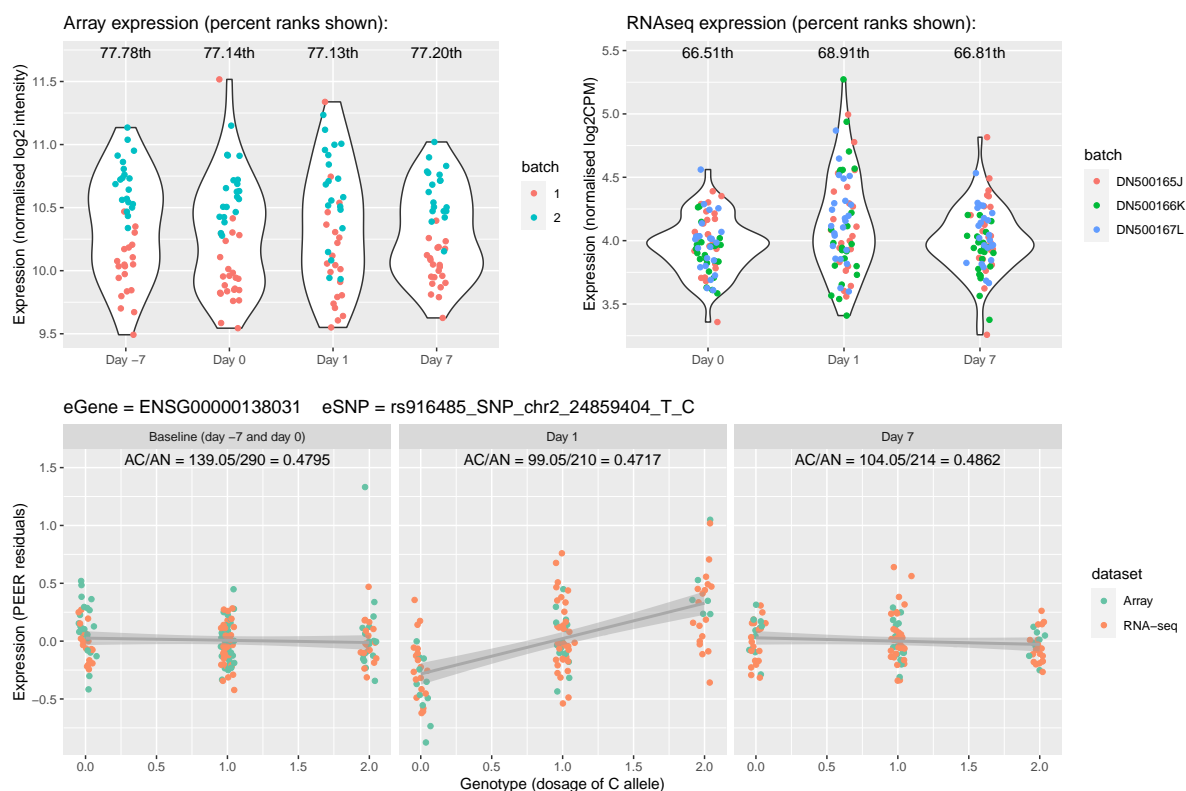 Array expression (percent ranks shown):
77.78th 77.14th 77.13th 77.20th
Expression (normalised log2 intensity)
11.5
11.0
10.5
10.0
9.5
Day −7 Day 0 Day 1 Day 7
batch
1
2
RNAseq expression (percent ranks shown):
66.51th 68.91th 66.81th
Expression (normalised log2CPM)
5.5
5.0
4.5
4.0
3.5
Day 0 Day 1 Day 7
batch
DN500165J
DN500166K
DN500167L
eGene = ENSG00000138031 eSNP = rs916485_SNP_chr2_24859404_T_C
Baseline (day −7 and day 0) Day 1 Day 7
AC/AN = 139.05/290 = 0.4795 AC/AN = 99.05/210 = 0.4717 AC/AN = 104.05/214 = 0.4862
Expression (PEER residuals)
1.5
1.0
0.5
0.0
−0.5
0.0 0.5 1.0 1.5 2.0 0.0 0.5 1.0 1.5 2.0 0.0 0.5 1.0 1.5 2.0
Genotype (dosage of C allele)
dataset
Array
RNA−seq